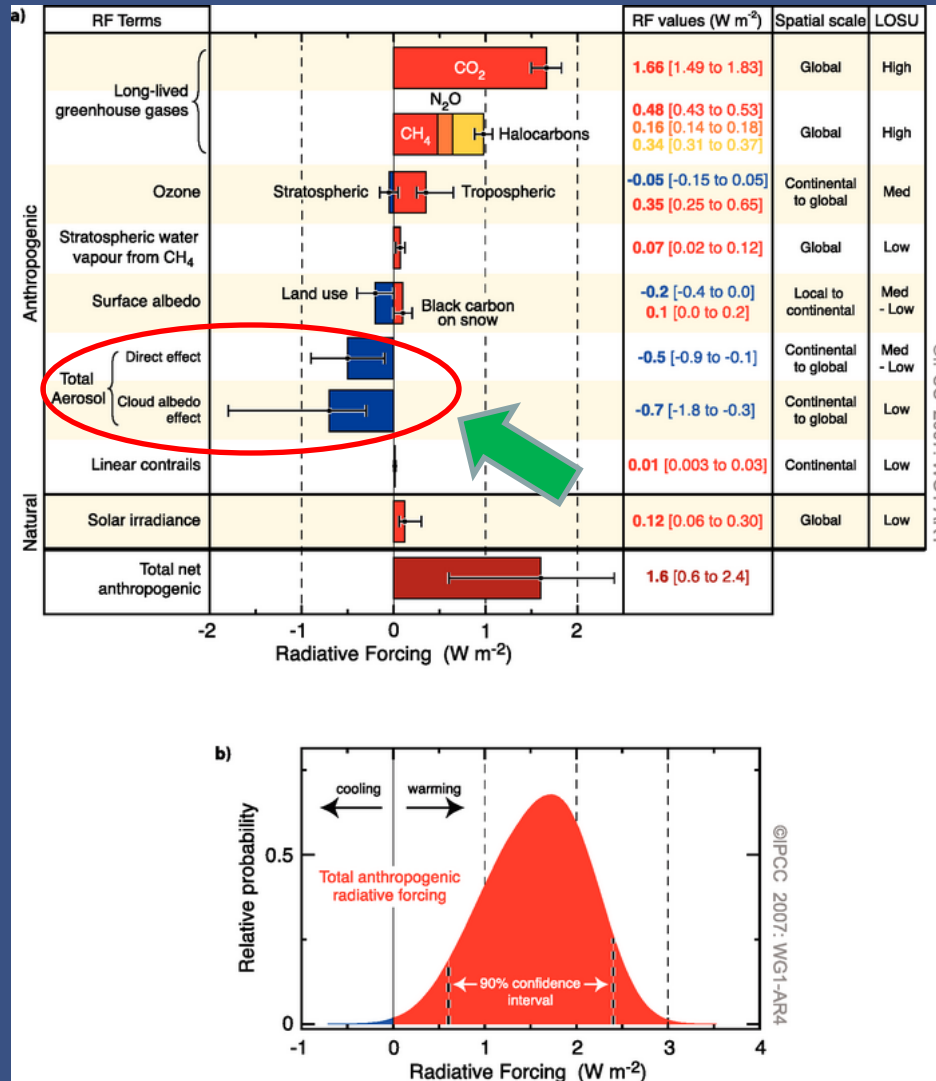 a)
RF Terms
RF values (W m⁻²)
Spatial scale
LOSU
Anthropogenic
Long-lived
greenhouse gases
CO₂
1.66 [1.49 to 1.83]
Global
High
N₂O
CH₄
Halocarbons
0.48 [0.43 to 0.53]
0.16 [0.14 to 0.18]
0.34 [0.31 to 0.37]
Global
High
Ozone
Stratospheric
Tropospheric
-0.05 [-0.15 to 0.05]
0.35 [0.25 to 0.65]
Continental
to global
Med
Stratospheric water
vapour from CH₄
0.07 [0.02 to 0.12]
Global
Low
Surface albedo
Land use
Black carbon
on snow
-0.2 [-0.4 to 0.0]
0.1 [0.0 to 0.2]
Local to
continental
Med
- Low
Total
Aerosol
Direct effect
-0.5 [-0.9 to -0.1]
Continental
to global
Med
- Low
Cloud albedo
effect
-0.7 [-1.8 to -0.3]
Continental
to global
Low
Linear contrails
0.01 [0.003 to 0.03]
Continental
Low
Natural
Solar irradiance
0.12 [0.06 to 0.30]
Global
Low
Total net
anthropogenic
1.6 [0.6 to 2.4]
-2 -1 0 1 2
Radiative Forcing (W m⁻²)
b)
cooling
warming
Relative probability
0.5
0
Total anthropogenic
radiative forcing
90% confidence
interval
-1 0 1 2 3 4
Radiative Forcing (W m⁻²)
©IPCC 2007: WG1-AR4